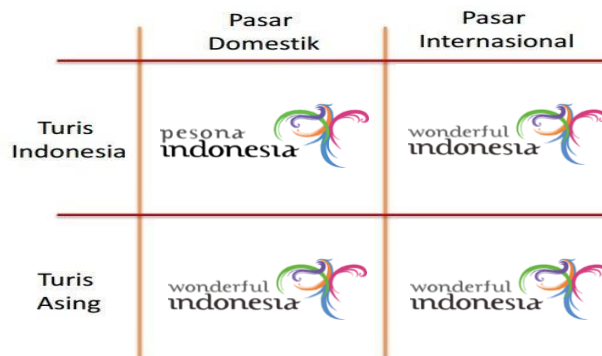 Pasar
Domestik
Pasar
Internasional
Turis
Indonesia
pesona
indonesia
wonderful
indonesia
Turis
Asing
wonderful
indonesia
wonderful
indonesia